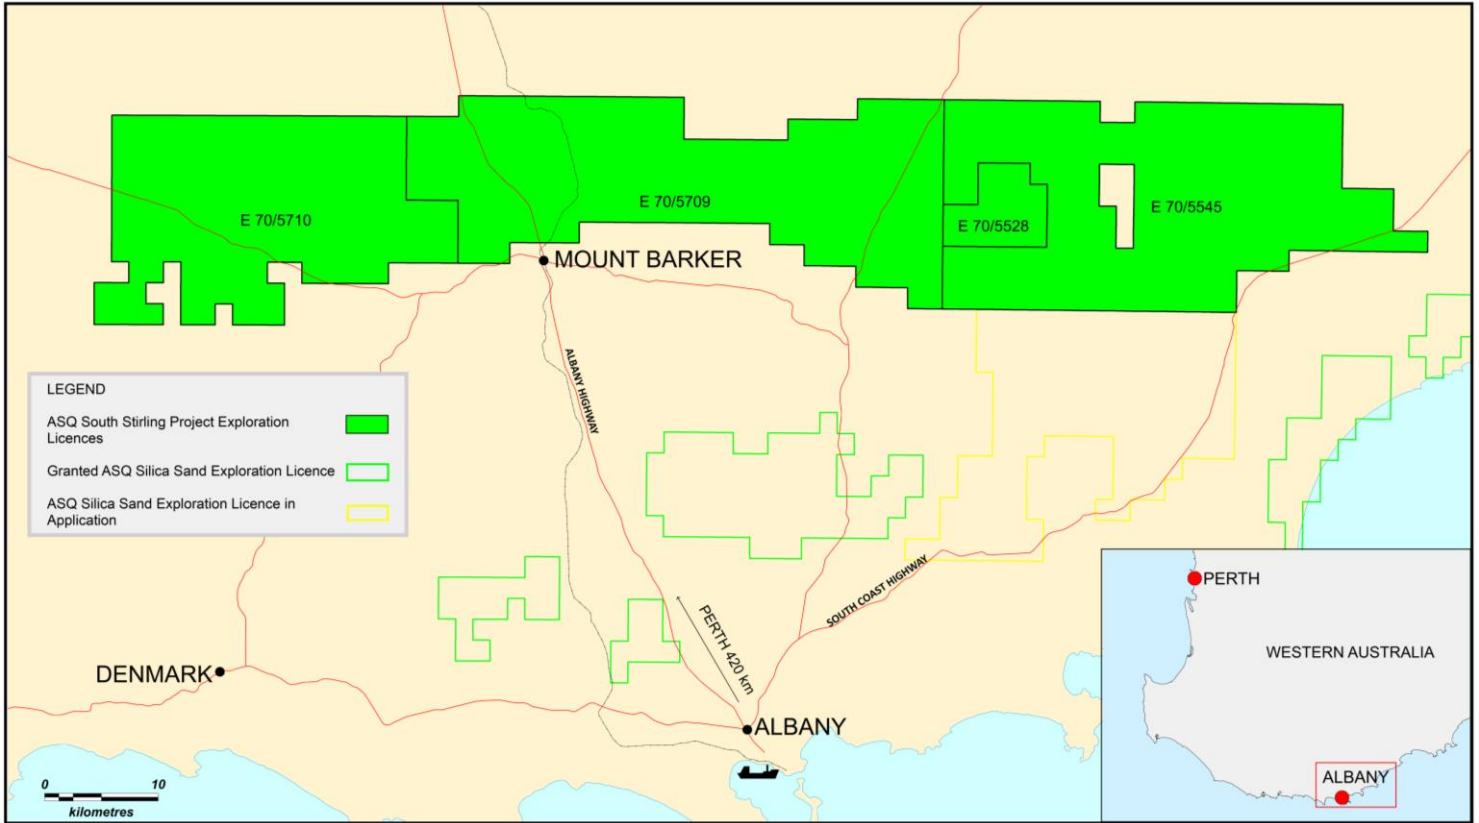 E 70/5710
E 70/5709
E 70/5528
E 70/5545
MOUNT BARKER
LEGEND
ASQ South Stirling Project Exploration
Licences
Granted ASQ Silica Sand Exploration Licence
ASQ Silica Sand Exploration Licence in
Application
ALBANY HIGHWAY
SOUTH COAST HIGHWAY
PERTH 420 km
DENMARK
ALBANY
0 10
kilometres
PERTH
WESTERN AUSTRALIA
ALBANY